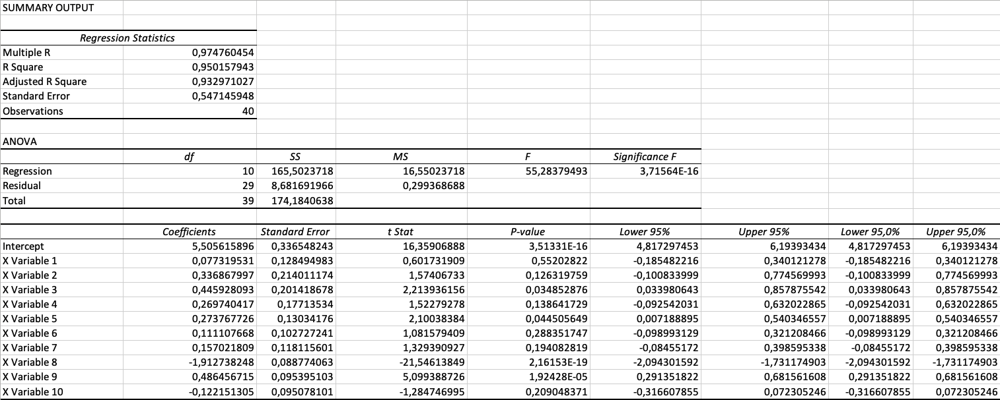 SUMMARY OUTPUT
Regression Statistics
Multiple R 0,974760454
R Square 0,950157943
Adjusted R Square 0,932971027
Standard Error 0,547145948
Observations 40
ANOVA
df SS MS F Significance F
Regression 10 165,5023718 16,55023718 55,28379493 3,71564E-16
Residual 29 8,681691966 0,299368688
Total 39 174,1840638
Coefficients Standard Error t Stat P-value Lower 95% Upper 95% Lower 95,0% Upper 95,0%
Intercept 5,505615896 0,336548243 16,35906888 3,51331E-16 4,817297453 6,19393434 4,817297453 6,19393434
X Variable 1 0,077319531 0,128494983 0,601731909 0,55202822 -0,185482216 0,340121278 -0,185482216 0,340121278
X Variable 2 0,336867997 0,214011174 1,57406733 0,126319759 -0,100833999 0,774569993 -0,100833999 0,774569993
X Variable 3 0,445928093 0,201418678 2,213936156 0,034852876 0,033980643 0,857875542 0,033980643 0,857875542
X Variable 4 0,269740417 0,17713534 1,52279278 0,138641729 -0,092542031 0,632022865 -0,092542031 0,632022865
X Variable 5 0,273767726 0,13034176 2,10038384 0,044505649 0,007188895 0,540346557 0,007188895 0,540346557
X Variable 6 0,111107668 0,102727241 1,081579409 0,288351747 -0,098993129 0,321208466 -0,098993129 0,321208466
X Variable 7 0,157021809 0,118115601 1,329390927 0,194082819 -0,08455172 0,398595338 -0,08455172 0,398595338
X Variable 8 -1,912738248 0,088774063 -21,54613849 2,16153E-19 -2,094301592 -1,731174903 -2,094301592 -1,731174903
X Variable 9 0,486456715 0,095395103 5,099388726 1,92428E-05 0,291351822 0,681561608 0,291351822 0,681561608
X Variable 10 -0,122151305 0,095078101 -1,284746995 0,209048371 -0,316607855 0,072305246 -0,316607855 0,072305246